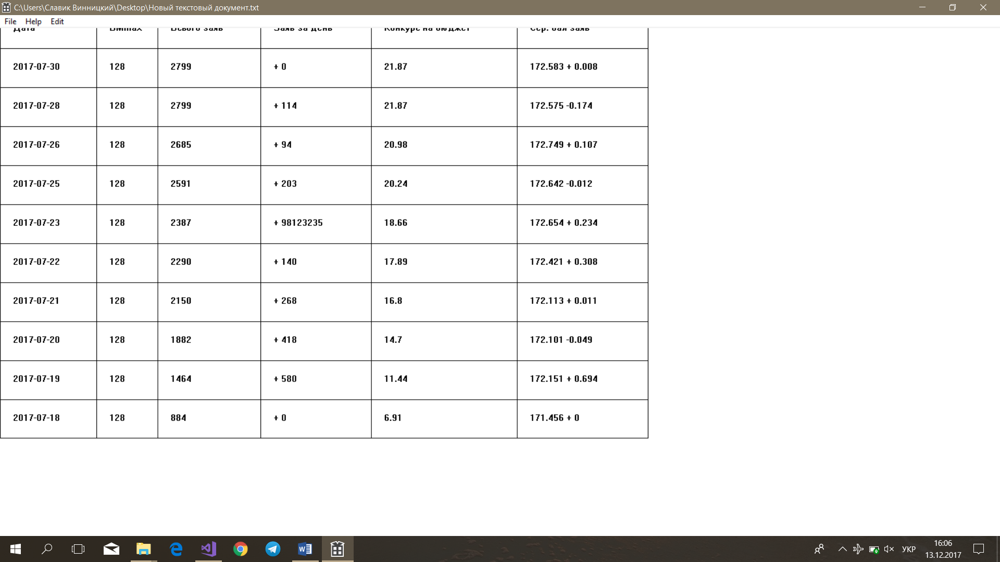 C:\Users\Славик Винницкий\Desktop\Новый текстовый документ.txt
File Help Edit
Дата ВМmax Всього заяв Заяв за день Конкурс на бюджет Сер. бал заяв
2017-07-30 128 2799 + 0 21.87 172.583 + 0.008
2017-07-28 128 2799 + 114 21.87 172.575 -0.174
2017-07-26 128 2685 + 94 20.98 172.749 + 0.107
2017-07-25 128 2591 + 203 20.24 172.642 -0.012
2017-07-23 128 2387 + 98123235 18.66 172.654 + 0.234
2017-07-22 128 2290 + 140 17.89 172.421 + 0.308
2017-07-21 128 2150 + 268 16.8 172.113 + 0.011
2017-07-20 128 1882 + 418 14.7 172.101 -0.049
2017-07-19 128 1464 + 580 11.44 172.151 + 0.694
2017-07-18 128 884 + 0 6.91 171.456 + 0
УКР
16:06
13.12.2017